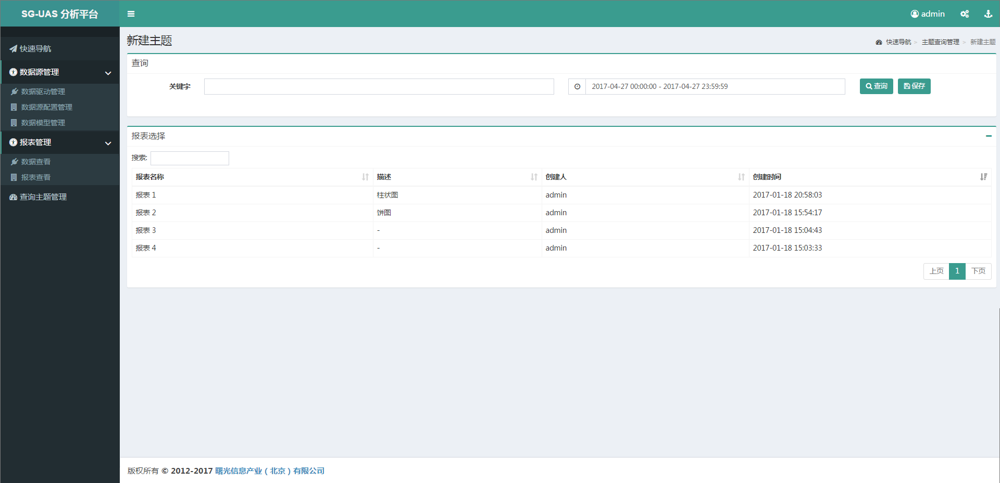 SG-UAS 分析平台
admin
快速导航
数据源管理
数据驱动管理
数据源配置管理
数据模型管理
报表管理
数据查看
报表查看
查询主题管理
新建主题
快速导航 > 主题查询管理 > 新建主题
查询
关键字
2017-04-27 00:00:00 - 2017-04-27 23:59:59
查询
保存
报表选择
搜索:
报表名称 描述 创建人 创建时间
报表 1 柱状图 admin 2017-01-18 20:58:03
报表 2 饼图 admin 2017-01-18 15:54:17
报表 3 - admin 2017-01-18 15:04:43
报表 4 - admin 2017-01-18 15:03:33
上页 1 下页
版权所有 © 2012-2017 曙光信息产业（北京）有限公司